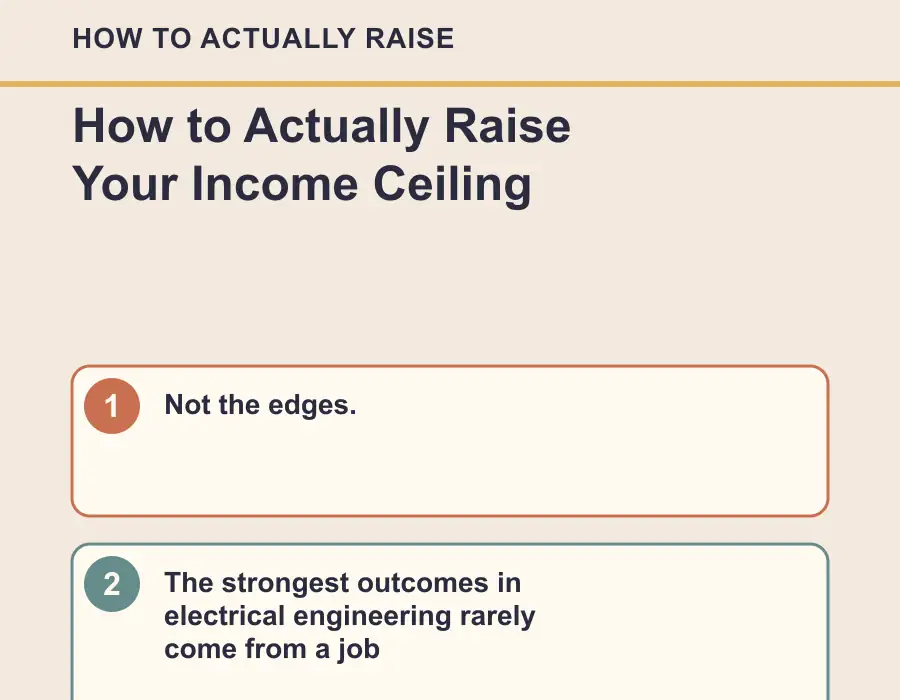 HOW TO ACTUALLY RAISE
How to Actually Raise
Your Income Ceiling
1
Not the edges.
2
The strongest outcomes in
electrical engineering rarely
come from a job